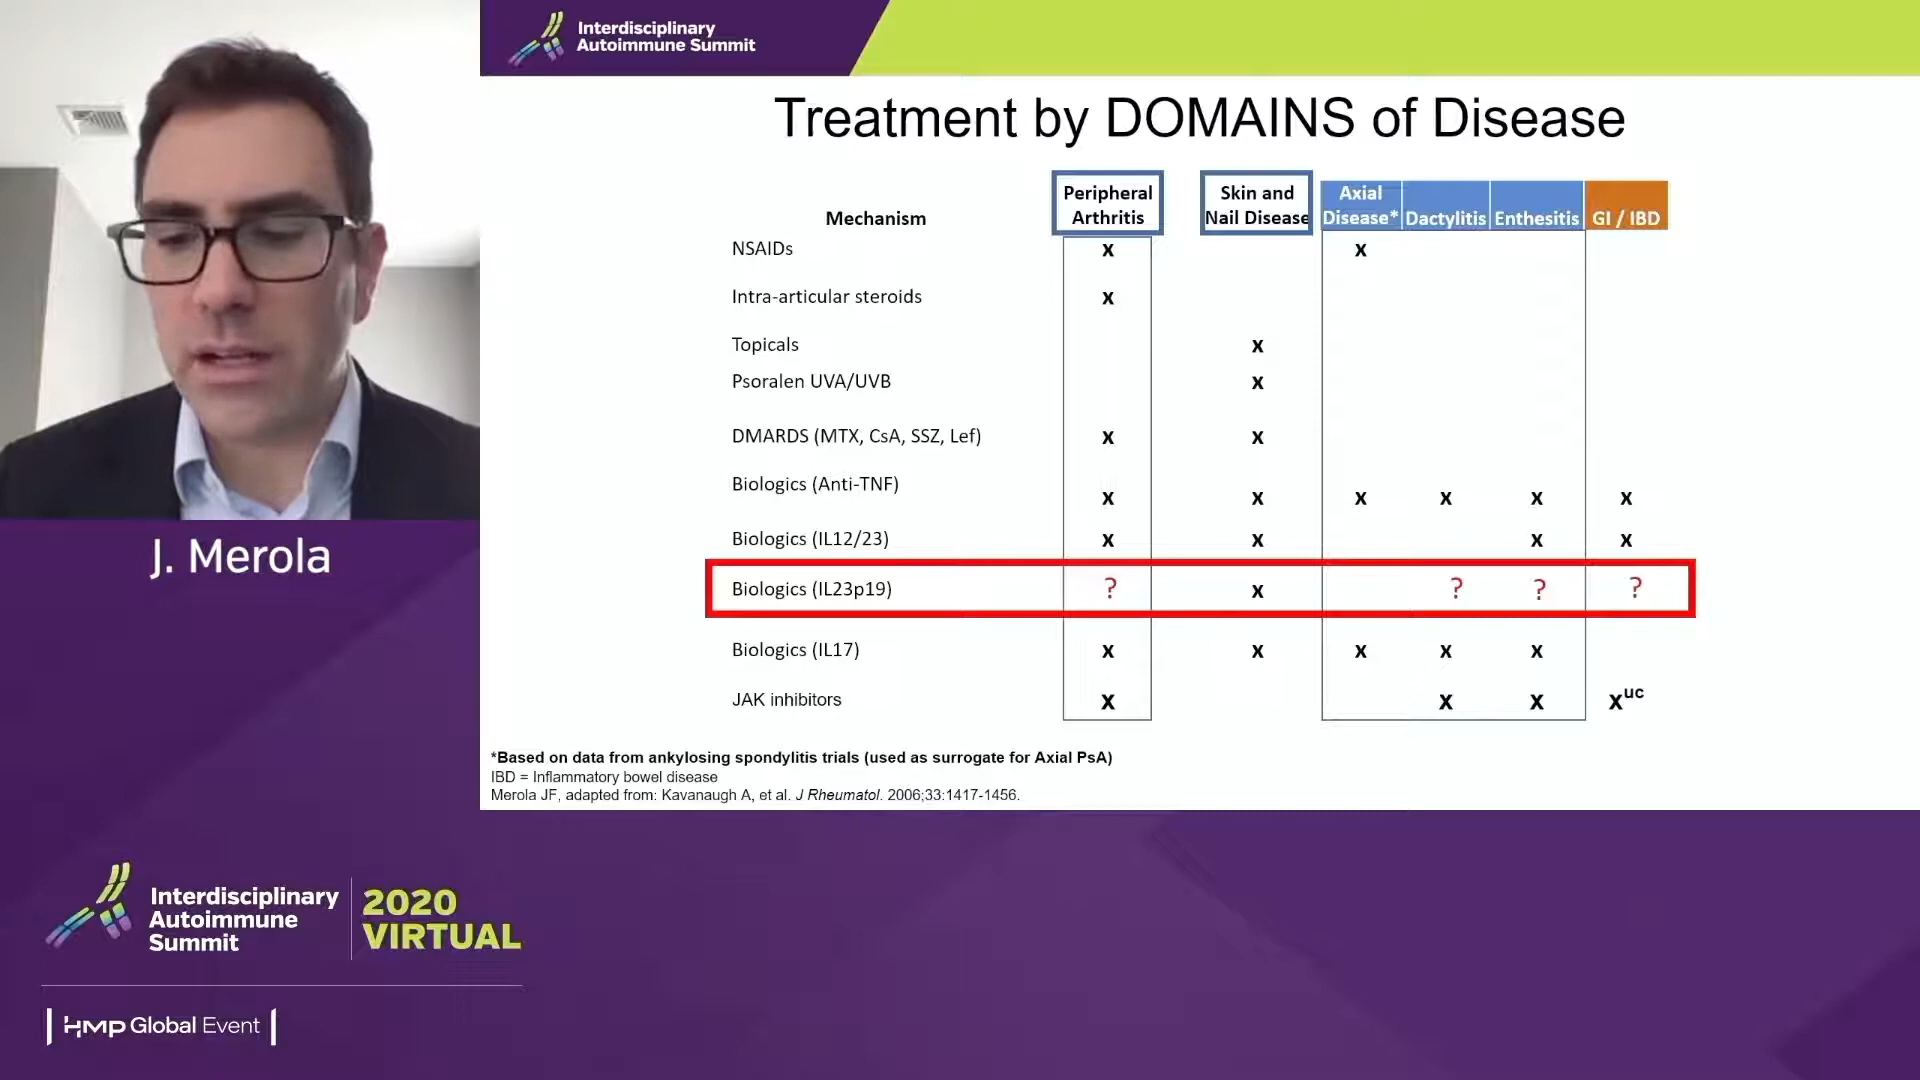 Interdisciplinary
Autoimmune Summit
Treatment by DOMAINS of Disease
Mechanism
Peripheral
Arthritis
Skin and
Nail Disease
Axial
Disease*
Dactylitis
Enthesitis
GI / IBD
NSAIDs x x
Intra-articular steroids x
Topicals x
Psoralen UVA/UVB x
DMARDS (MTX, CsA, SSZ, Lef) x x
Biologics (Anti-TNF) x x x x x x
Biologics (IL12/23) x x x x
Biologics (IL23p19) ? x ? ? ?
Biologics (IL17) x x x x x
JAK inhibitors x x x xuc
*Based on data from ankylosing spondylitis trials (used as surrogate for Axial PsA)
IBD = Inflammatory bowel disease
Merola JF, adapted from: Kavanaugh A, et al. J Rheumatol. 2006;33:1417-1456.
J. Merola
Interdisciplinary
Autoimmune
Summit
2020
VIRTUAL
HMP Global Event